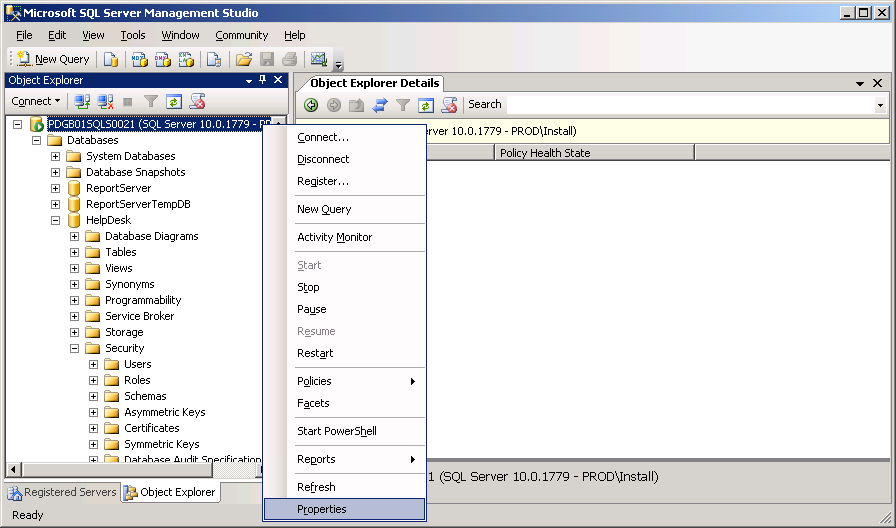 Microsoft SQL Server Management Studio
File Edit View Tools Window Community Help
New Query
Object Explorer
Connect
PDGB01SQLS0021 (SQL Server 10.0.1779 -
Databases
System Databases
Database Snapshots
ReportServer
ReportServerTempDB
HelpDesk
Database Diagrams
Tables
Views
Synonyms
Programmability
Service Broker
Storage
Security
Users
Roles
Schemas
Asymmetric Keys
Certificates
Symmetric Keys
Database Audit Specification
Registered Servers
Object Explorer
Connect...
Disconnect
Register...
New Query
Activity Monitor
Start
Stop
Pause
Resume
Restart
Policies
Facets
Start PowerShell
Reports
Refresh
Properties
Object Explorer Details
Search
erver 10.0.1779 - PROD\Install)
Policy Health State
1 (SQL Server 10.0.1779 - PROD\Install)
Ready